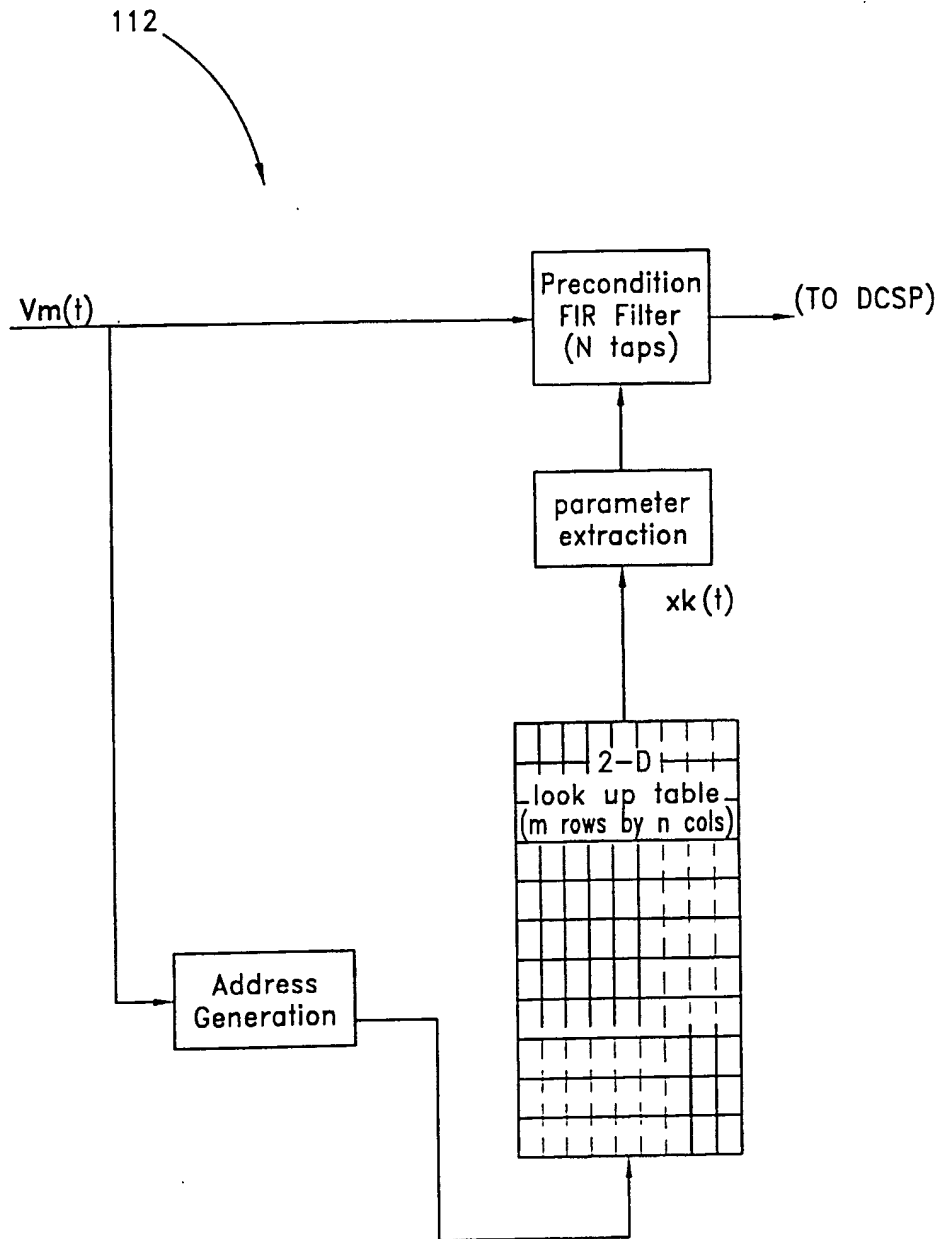 112
Vm(t)
Precondition
FIR Filter
(N taps)
(TO DCSP)
parameter
extraction
xk(t)
2-D
look up table
(m rows by n cols)
Address
Generation